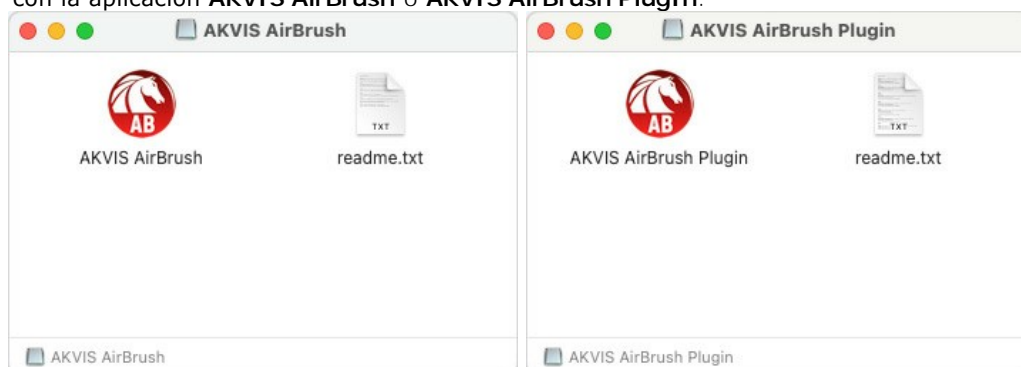 con la aplicación AKVIS AirBrush o AKVIS AirBrush Plugin.
AKVIS AirBrush
AB
TXT
AKVIS AirBrush
readme.txt
AKVIS AirBrush
AKVIS AirBrush Plugin
AB
TXT
AKVIS AirBrush Plugin
readme.txt
AKVIS AirBrush Plugin